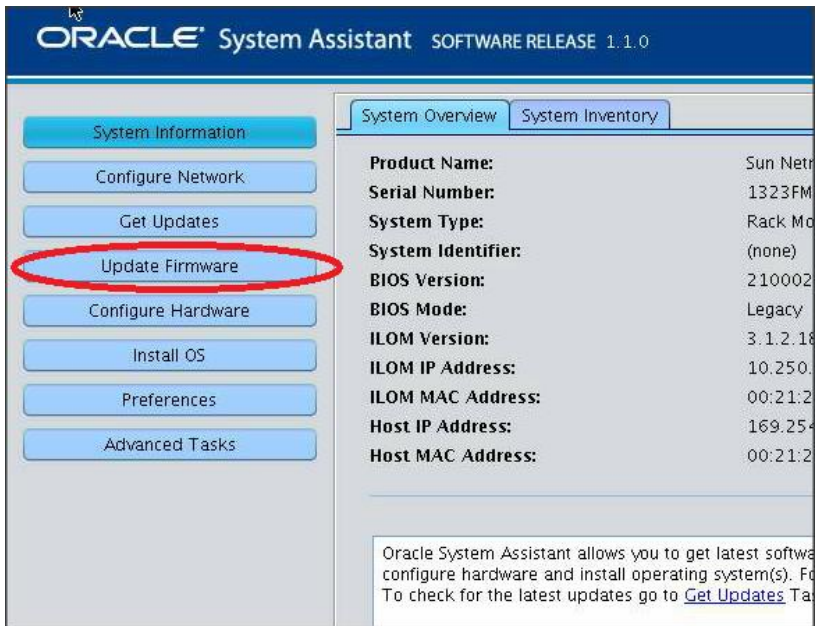 ORACLE® System Assistant SOFTWARE RELEASE 1.1.0
System Information
Configure Network
Get Updates
Update Firmware
Configure Hardware
Install OS
Preferences
Advanced Tasks
System Overview System Inventory
Product Name: Sun Netr
Serial Number: 1323FM
System Type: Rack Mo
System Identifier: (none)
BIOS Version: 210002
BIOS Mode: Legacy
ILOM Version: 3.1.2.18
ILOM IP Address: 10.250.
ILOM MAC Address: 00:21:2
Host IP Address: 169.254
Host MAC Address: 00:21:2
Oracle System Assistant allows you to get latest softwa
configure hardware and install operating system(s). Fo
To check for the latest updates go to Get Updates Ta